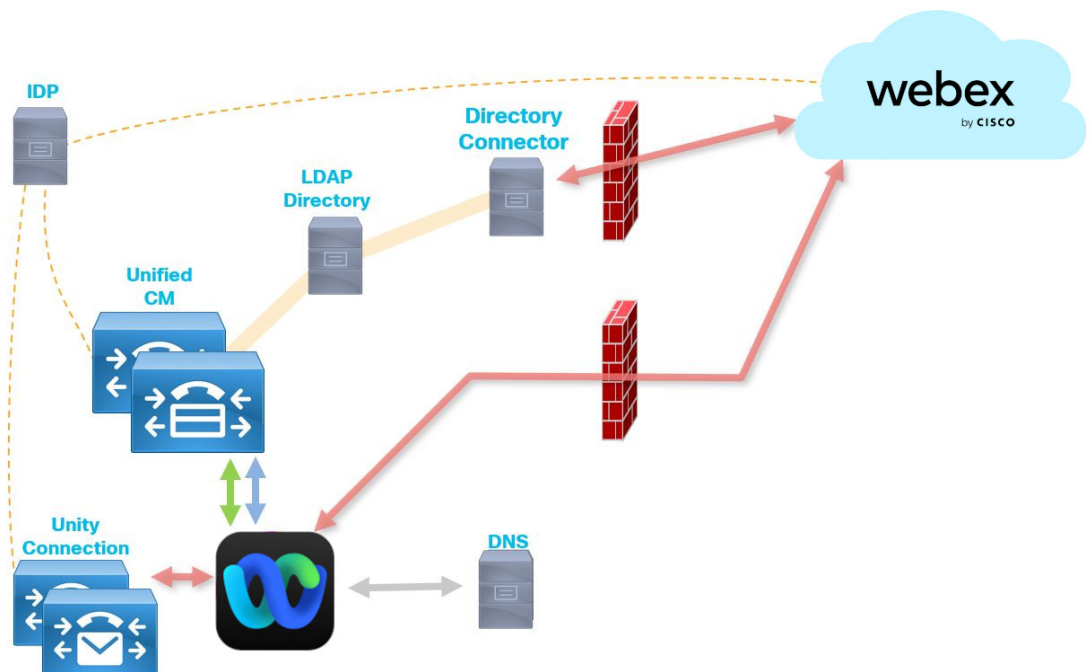 IDP
webex
by CISCO
Directory
Connector
LDAP
Directory
Unified
CM
Unity
Connection
DNS